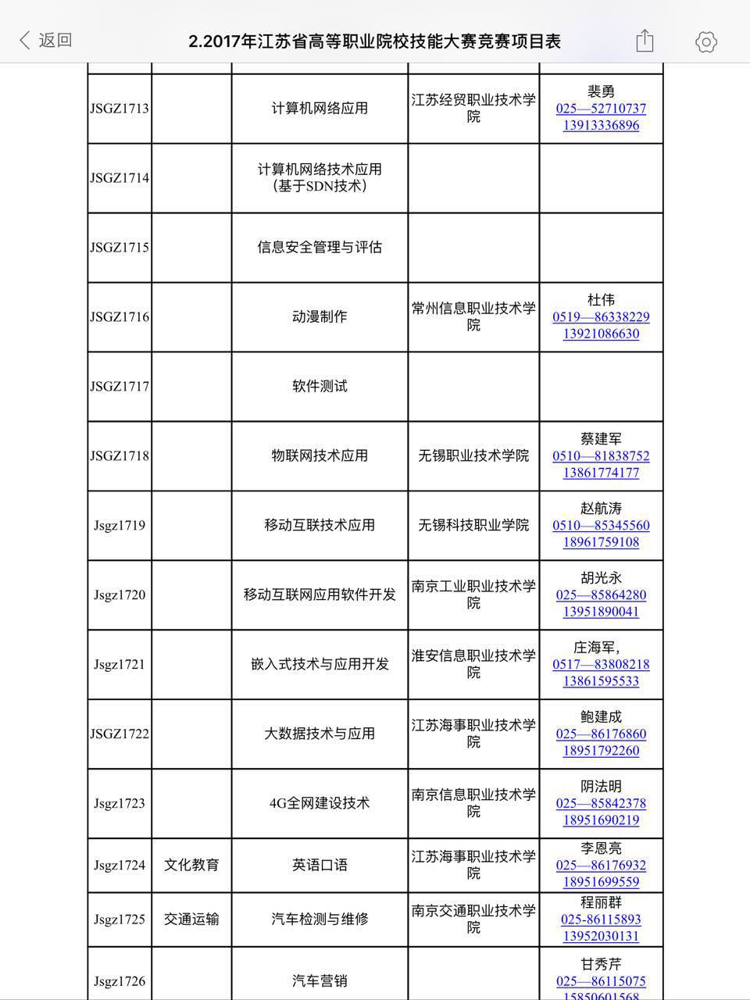 返回
2.2017年江苏省高等职业院校技能大赛竞赛项目表
JSGZ1713
计算机网络应用
江苏经贸职业技术学
院
裴勇
025—52710737
13913336896
JSGZ1714
计算机网络技术应用
（基于SDN技术）
JSGZ1715
信息安全管理与评估
JSGZ1716
动漫制作
常州信息职业技术学
院
杜伟
0519—86338229
13921086630
JSGZ1717
软件测试
JSGZ1718
物联网技术应用
无锡职业技术学院
蔡建军
0510—81838752
13861774177
Jsgz1719
移动互联技术应用
无锡科技职业学院
赵航涛
0510—85345560
18961759108
Jsgz1720
移动互联网应用软件开发
南京工业职业技术学
院
胡光永
025—85864280
13951890041
Jsgz1721
嵌入式技术与应用开发
淮安信息职业技术学
院
庄海军，
0517—83808218
13861595533
JSGZ1722
大数据技术与应用
江苏海事职业技术学
院
鲍建成
025—86176860
18951792260
Jsgz1723
4G全网建设技术
南京信息职业技术学
院
阴法明
025—85842378
18951690219
Jsgz1724
文化教育
英语口语
江苏海事职业技术学
院
李恩亮
025—86176932
18951699559
Jsgz1725
交通运输
汽车检测与维修
南京交通职业技术学
院
程丽群
025-86115893
13952030131
Jsgz1726
汽车营销
甘秀芹
025—86115075
15850601568